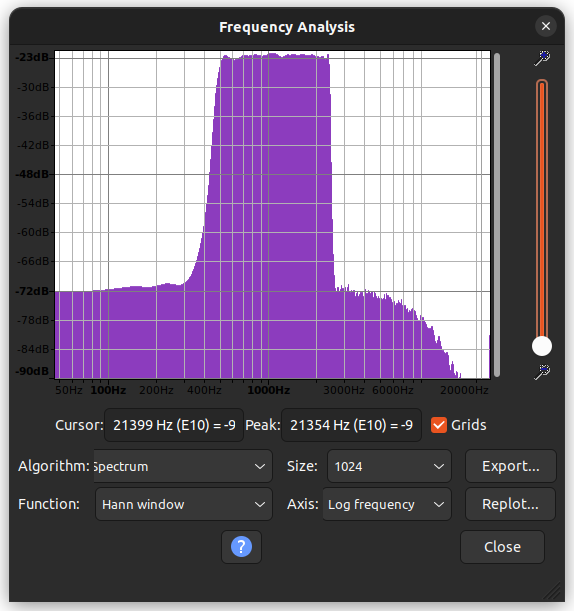 Frequency Analysis
-23dB
-30dB
-36dB
-42dB
-48dB
-54dB
-60dB
-66dB
-72dB
-78dB
-84dB
-90dB
50Hz 100Hz 200Hz 400Hz 1000Hz 3000Hz 6000Hz 20000Hz
Cursor: 21399 Hz (E10) = -9 Peak: 21354 Hz (E10) = -9 Grids
Algorithm: Spectrum Size: 1024 Export...
Function: Hann window Axis: Log frequency Replot...
? Close